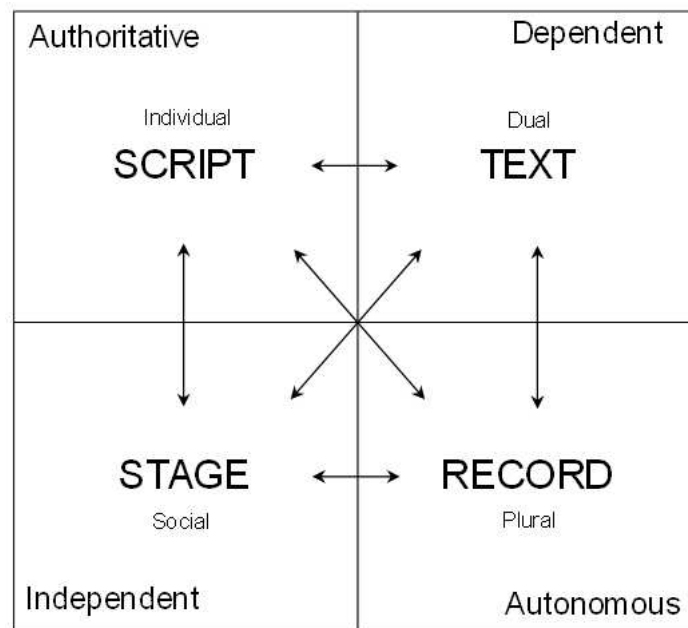 Authoritative
Dependent
Individual
SCRIPT
Dual
TEXT
STAGE
Social
RECORD
Plural
Independent
Autonomous